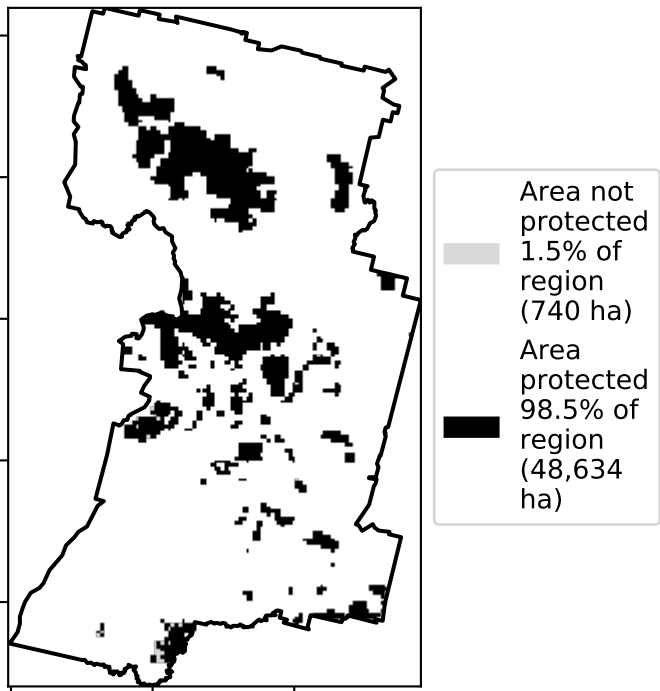 Area not
protected
1.5% of
region
(740 ha)
Area
protected
98.5% of
region
(48,634
ha)